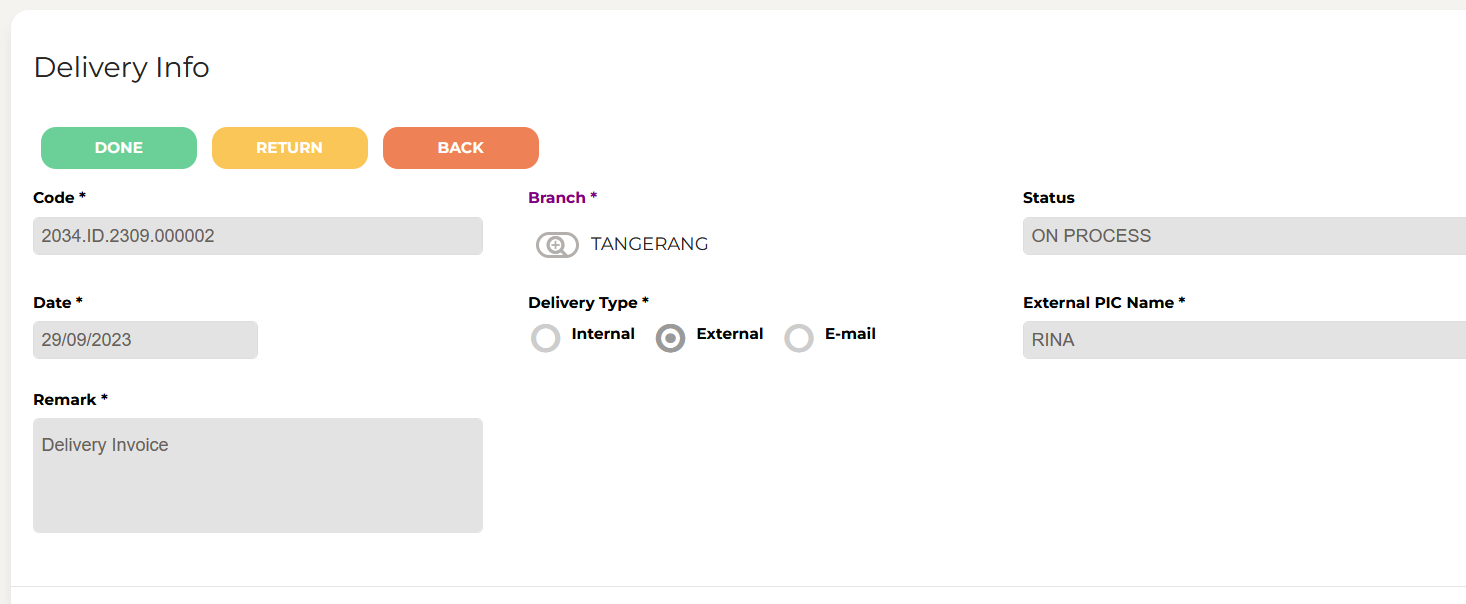 Delivery Info
DONE RETURN BACK
Code * Branch * Status
2034.ID.2309.000002 TANGERANG ON PROCESS
Date * Delivery Type * External PIC Name *
29/09/2023 Internal External E-mail RINA
Remark *
Delivery Invoice